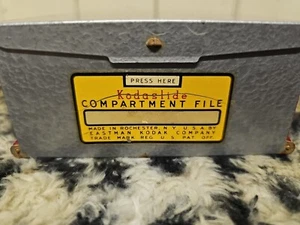 PRESS HERE
Kodaslide
COMPARTMENT FILE
MADE IN ROCHESTER, N. Y., U. S. A. BY
EASTMAN KODAK COMPANY
TRADE MARK REG. U. S. PAT. OFF.